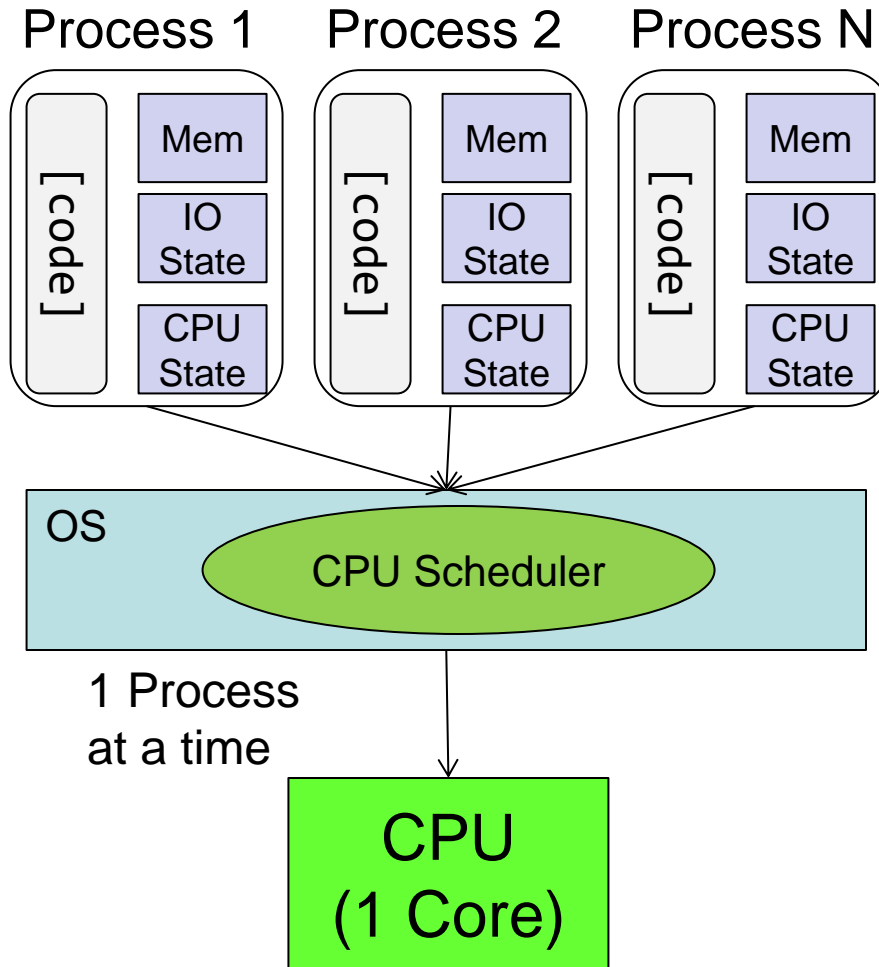 Process 1
Process 2
Process N
[code]
Mem
IO
State
CPU
State
[code]
Mem
IO
State
CPU
State
[code]
Mem
IO
State
CPU
State
OS
CPU Scheduler
1 Process
at a time
CPU
(1 Core)